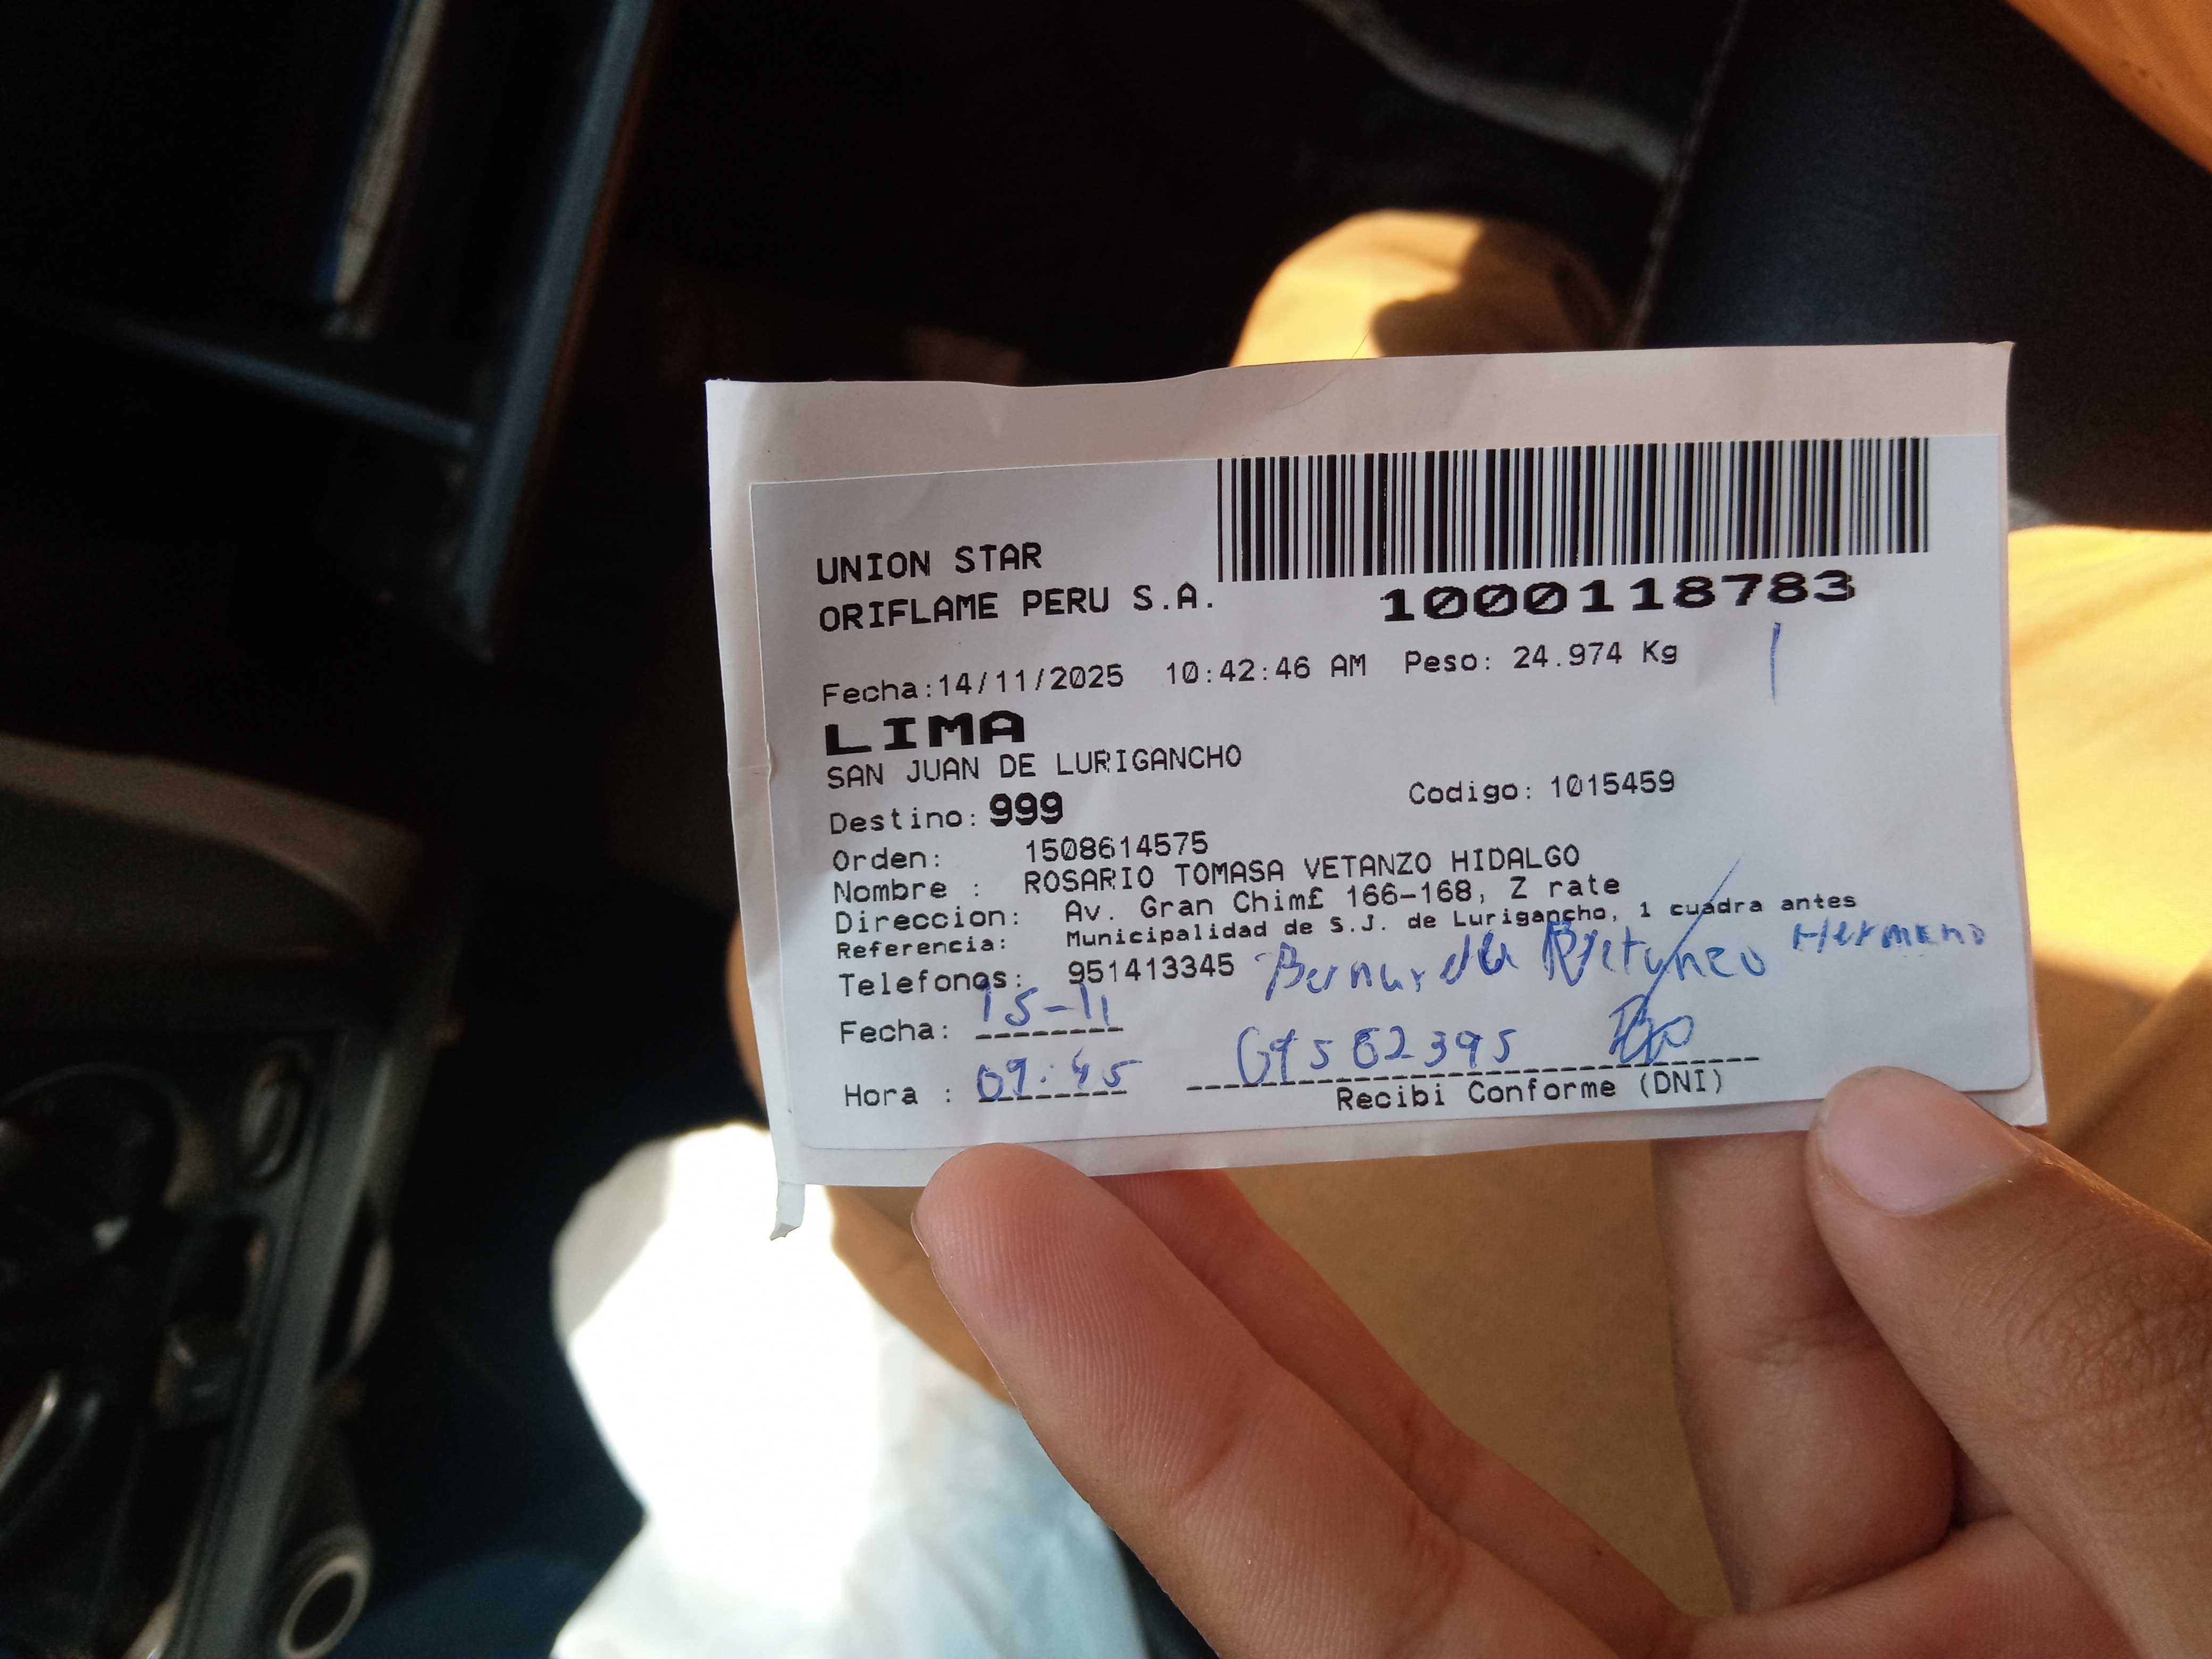 UNION STAR
ORIFLAME PERU S.A.
1000118783
Fecha:14/11/2025 10:42:46 AM Peso: 24.974 Kg
LIMA
SAN JUAN DE LURIGANCHO
Destino: 999 Codigo: 1015459
Orden: 1508614575
Nombre : ROSARIO TOMASA VETANZO HIDALGO
Direccion: Av. Gran Chim£ 166-168, Z rate
Referencia: Municipalidad de S.J. de Lurigancho, 1 cuadra antes
Telefonos: 951413345 Hermano
Fecha: 15-11
Hora : 09:45
Recibi Conforme (DNI)